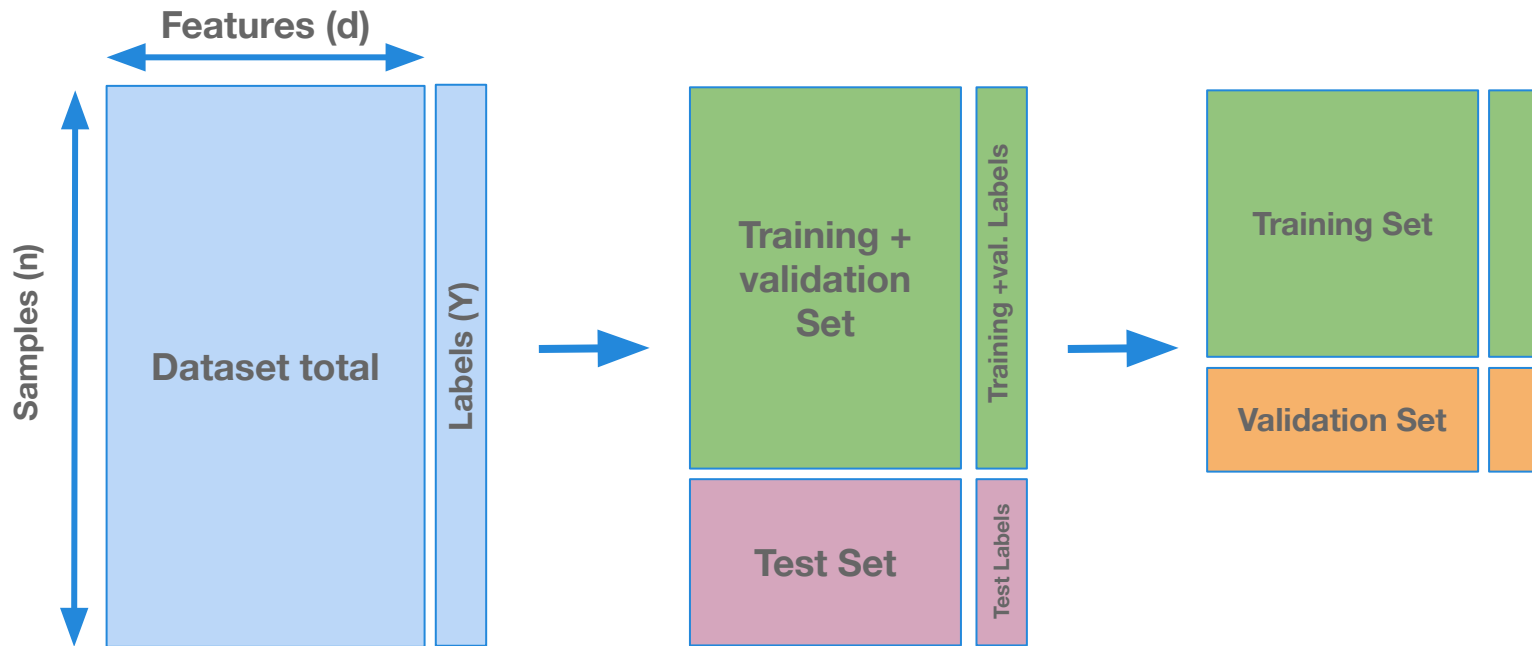 Features (d)
Samples (n)
Dataset total
Labels (Y)
Training +
validation
Set
Training +val. Labels
Test Set
Test Labels
Training Set
Validation Set